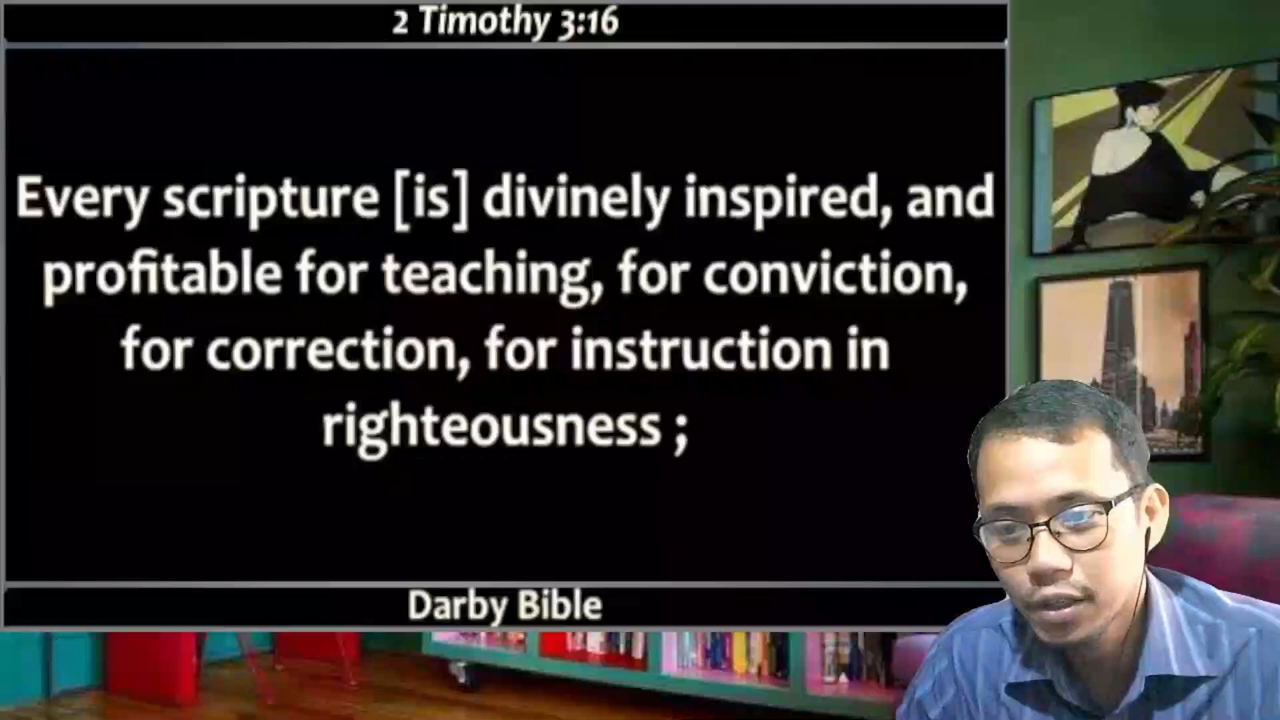 2 Timothy 3:16
Every scripture [is] divinely inspired, and
profitable for teaching, for conviction,
for correction, for instruction in
righteousness ;
Darby Bible